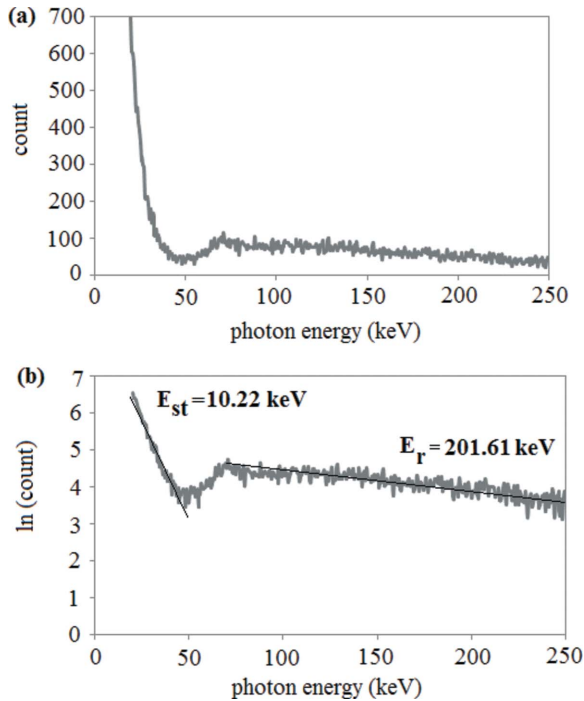 (a)
700
600
500
400
300
200
100
0
count
0 50 100 150 200 250
photon energy (keV)
(b)
7
6
5
4
3
2
1
0
ln (count)
E_st = 10.22 keV
E_r = 201.61 keV
0 50 100 150 200 250
photon energy (keV)